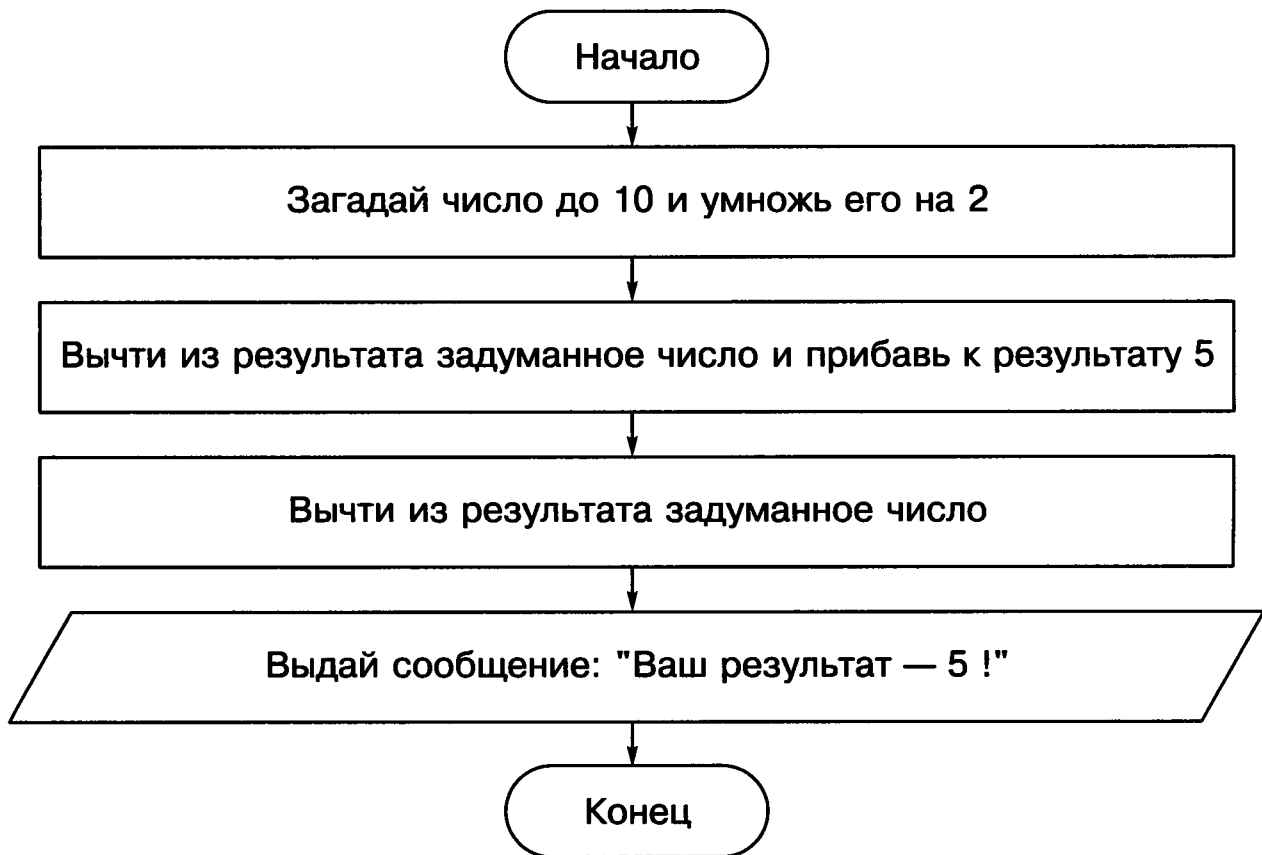 Начало
Загадай число до 10 и умножь его на 2
Вычти из результата задуманное число и прибавь к результату 5
Вычти из результата задуманное число
Выдай сообщение: "Ваш результат — 5 !"
Конец